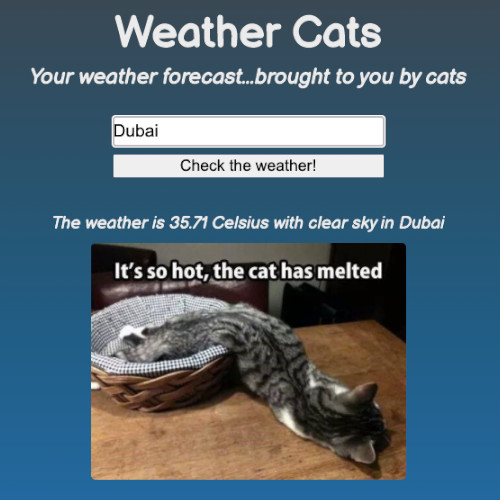 Weather Cats
Your weather forecast...brought to you by cats
Dubai
Check the weather!
The weather is 35.71 Celsius with clear sky in Dubai
It's so hot, the cat has melted